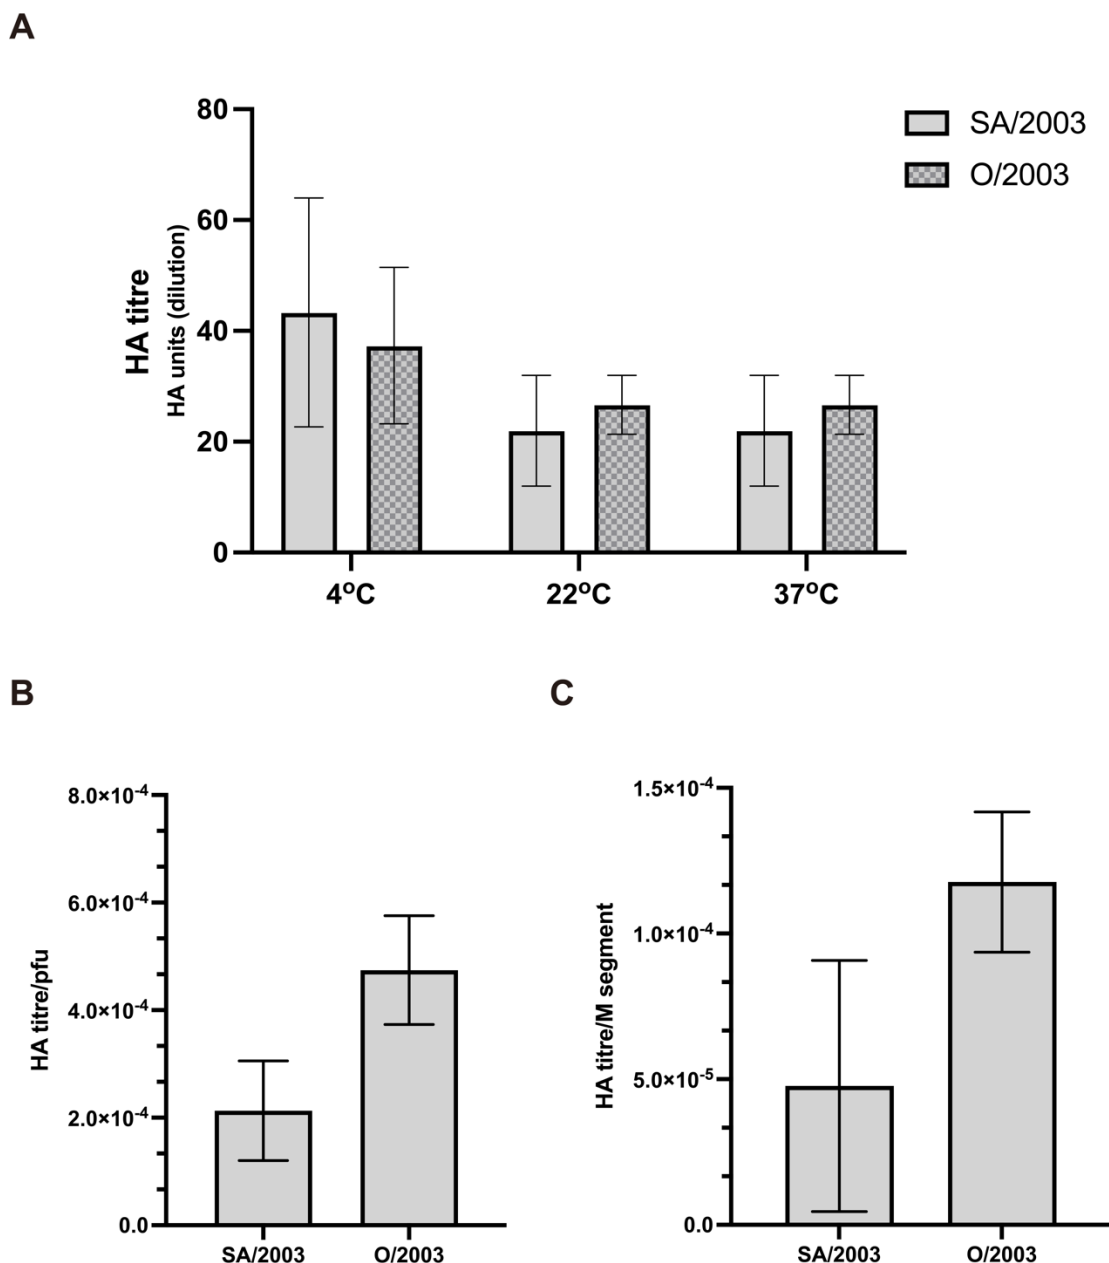 A
80
60
40
20
0
HA titre
HA units (dilution)
4ºC
22ºC
37ºC
SA/2003
O/2003
B
8.0×10⁻⁴
6.0×10⁻⁴
4.0×10⁻⁴
2.0×10⁻⁴
0.0
HA titre/pfu
SA/2003
O/2003
C
1.5×10⁻⁴
1.0×10⁻⁴
5.0×10⁻⁵
0.0
HA titre/M segment
SA/2003
O/2003